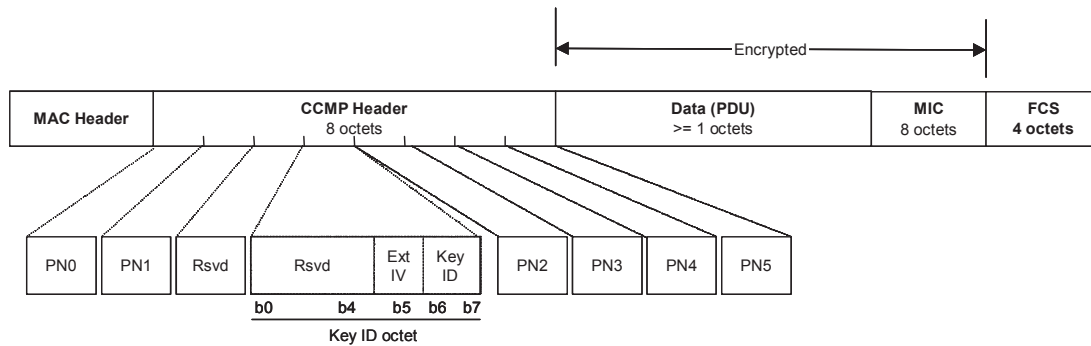 Encrypted
MAC Header
CCMP Header
8 octets
Data (PDU)
>= 1 octets
MIC
8 octets
FCS
4 octets
PN0
PN1
Rsvd
Rsvd
Ext
IV
Key
ID
PN2
PN3
PN4
PN5
b0 b4 b5 b6 b7
Key ID octet